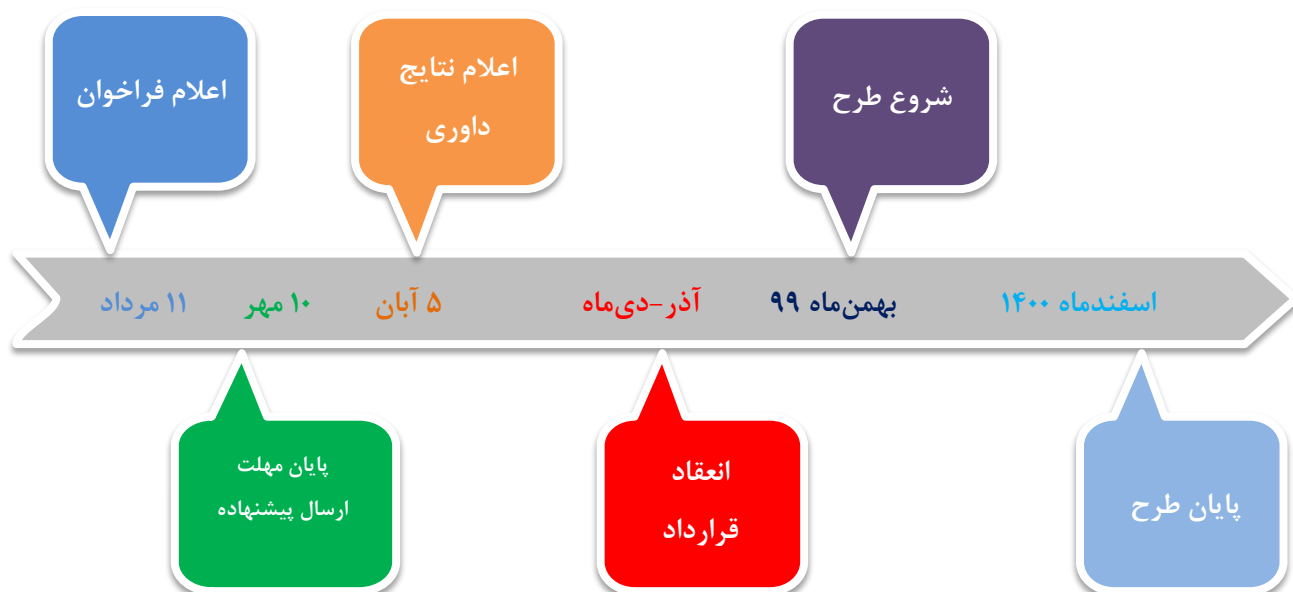 اعلام فراخوان
اعلام نتایج
داوری
شروع طرح
۱۱ مرداد
۱۰ مهر
۵ آبان
آذر-دی‌ماه
بهمن‌ماه ۹۹
اسفندماه ۱۴۰۰
پایان مهلت
ارسال پیشنهاده
انعقاد
قرارداد
پایان طرح